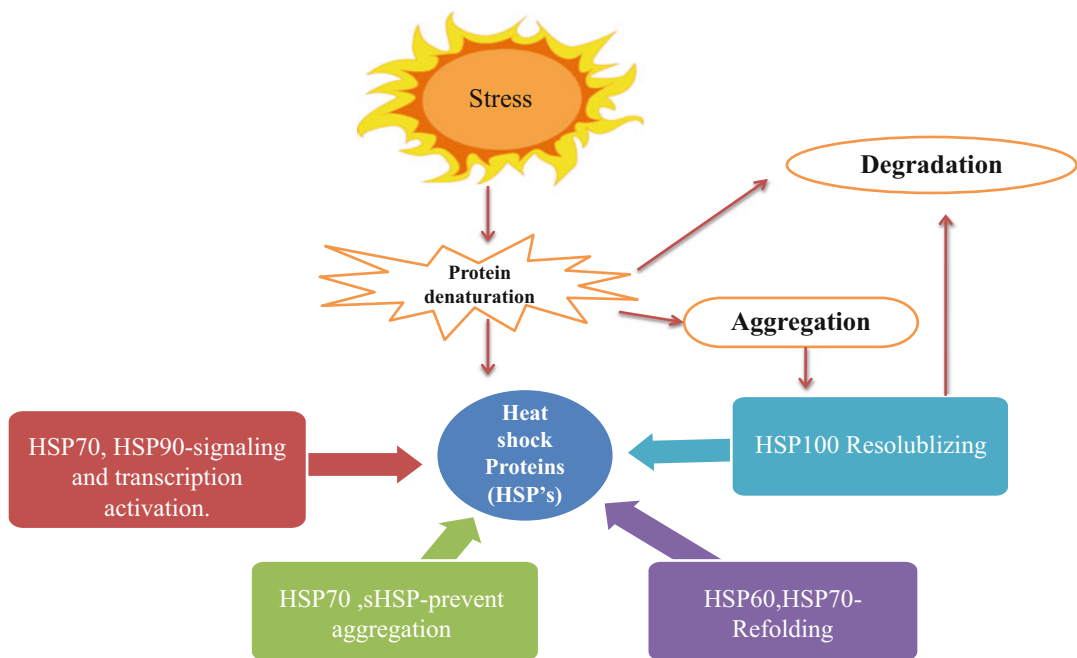 Stress
Degradation
Protein
denaturation
Aggregation
Heat
shock
Proteins
(HSP's)
HSP70, HSP90-signaling
and transcription
activation.
HSP100 Resolublizing
HSP70 ,sHSP-prevent
aggregation
HSP60,HSP70-
Refolding